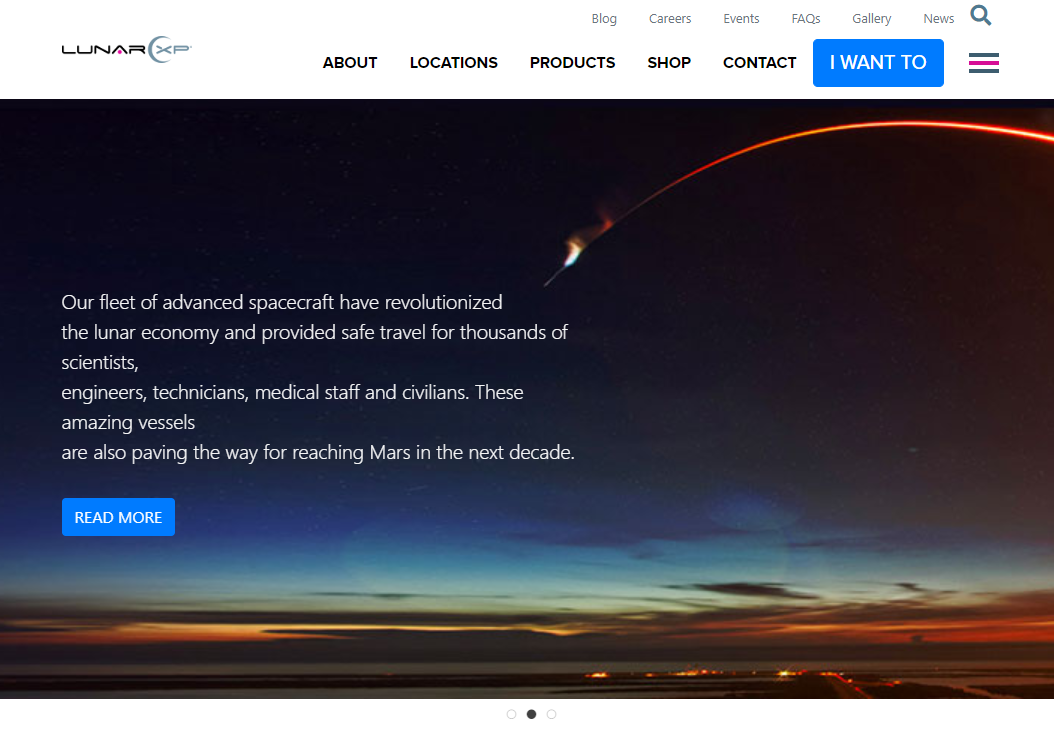 Blog Careers Events FAQs Gallery News
LUNAR XP
ABOUT LOCATIONS PRODUCTS SHOP CONTACT I WANT TO
Our fleet of advanced spacecraft have revolutionized
the lunar economy and provided safe travel for thousands of
scientists,
engineers, technicians, medical staff and civilians. These
amazing vessels
are also paving the way for reaching Mars in the next decade.
READ MORE